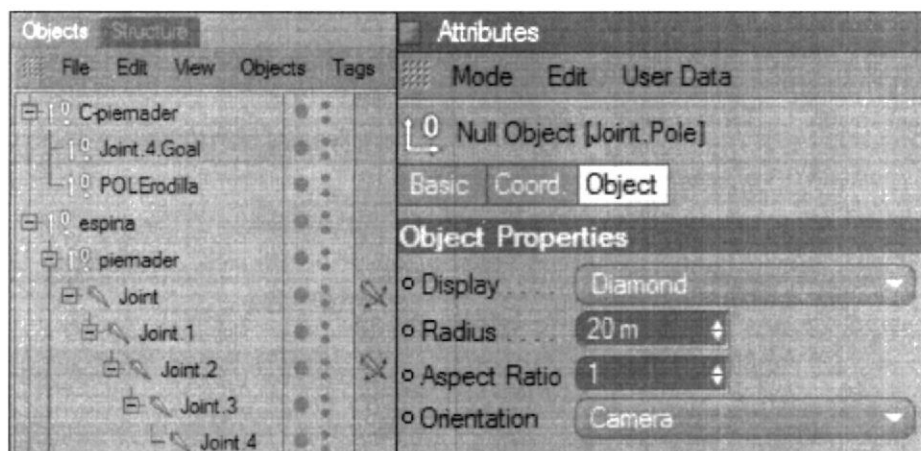 Objects Structure
File Edit View Objects Tags
C-piemader
Joint.4.Goal
POLErodilla
espina
piemader
Joint
Joint.1
Joint.2
Joint.3
Joint.4
Attributes
Mode Edit User Data
Null Object [Joint.Pole]
Basic Coord. Object
Object Properties
Display Diamond
Radius 20 m
Aspect Ratio 1
Orientation Camera